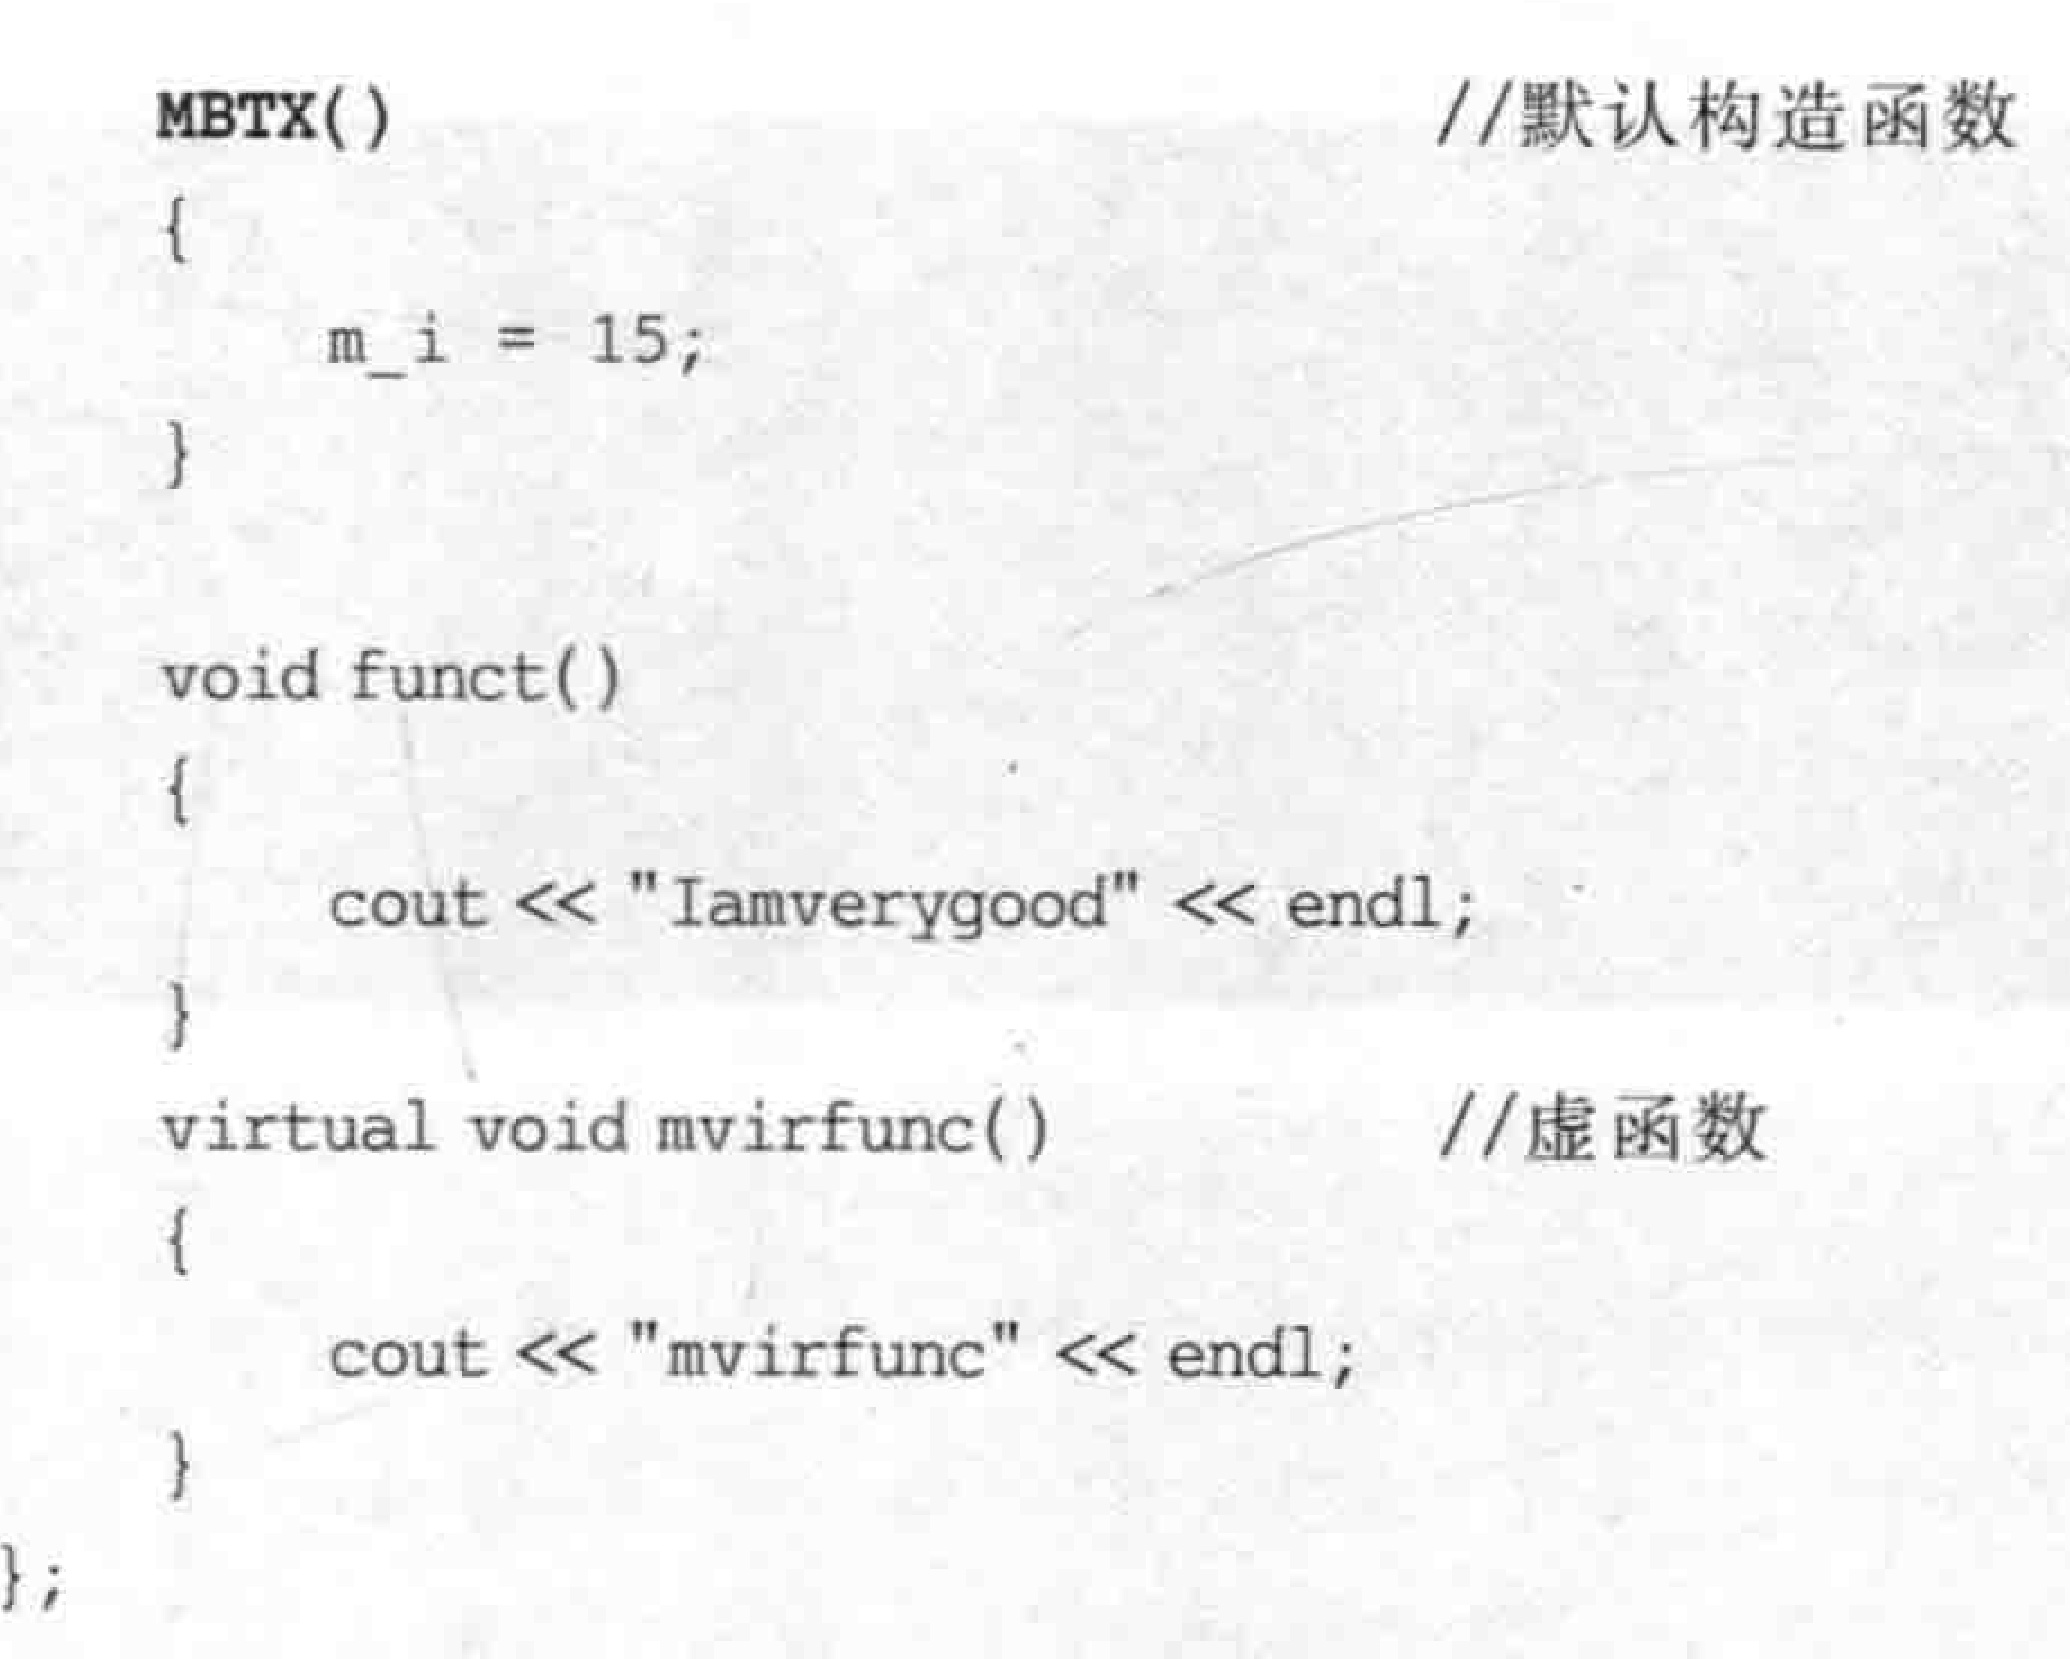 MBTX() //默认构造函数
{
m_i = 15;
}
void funct()
{
cout << "Iamverygood" << endl;
}
virtual void mvirfunc() //虚函数
{
cout << "mvirfunc" << endl;
}
};